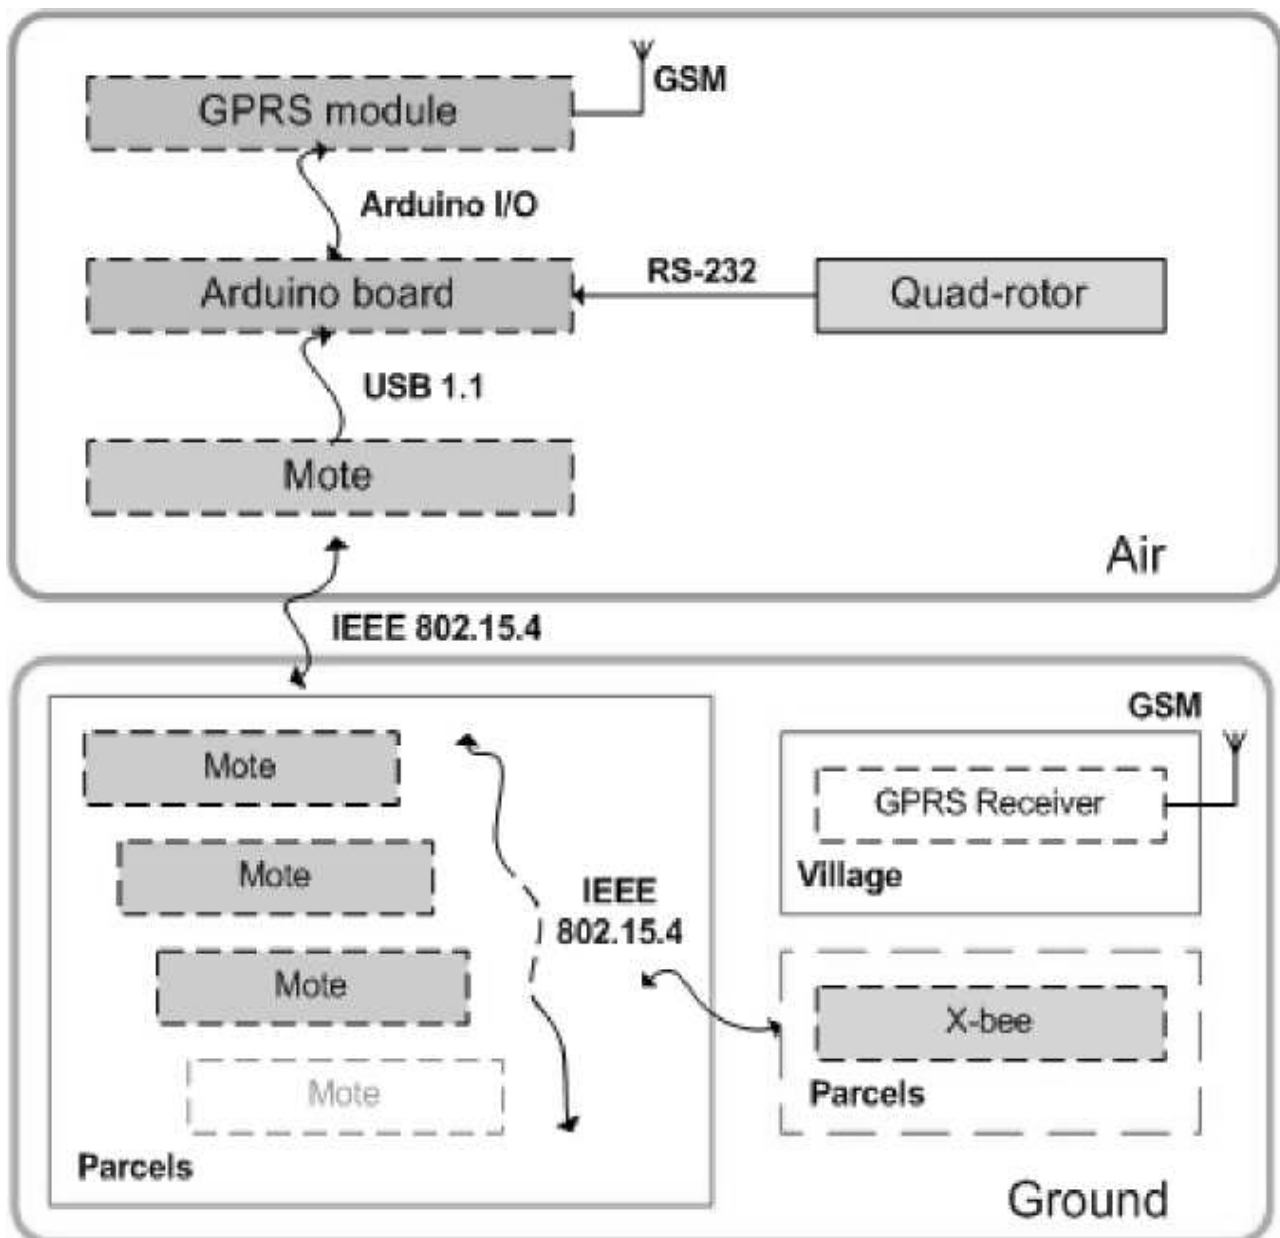 GSM
GPRS module
Arduino I/O
Arduino board
RS-232
Quad-rotor
USB 1.1
Mote
Air
IEEE 802.15.4
Mote
Mote
Mote
Mote
IEEE
802.15.4
Parcels
GSM
GPRS Receiver
Village
X-bee
Parcels
Ground